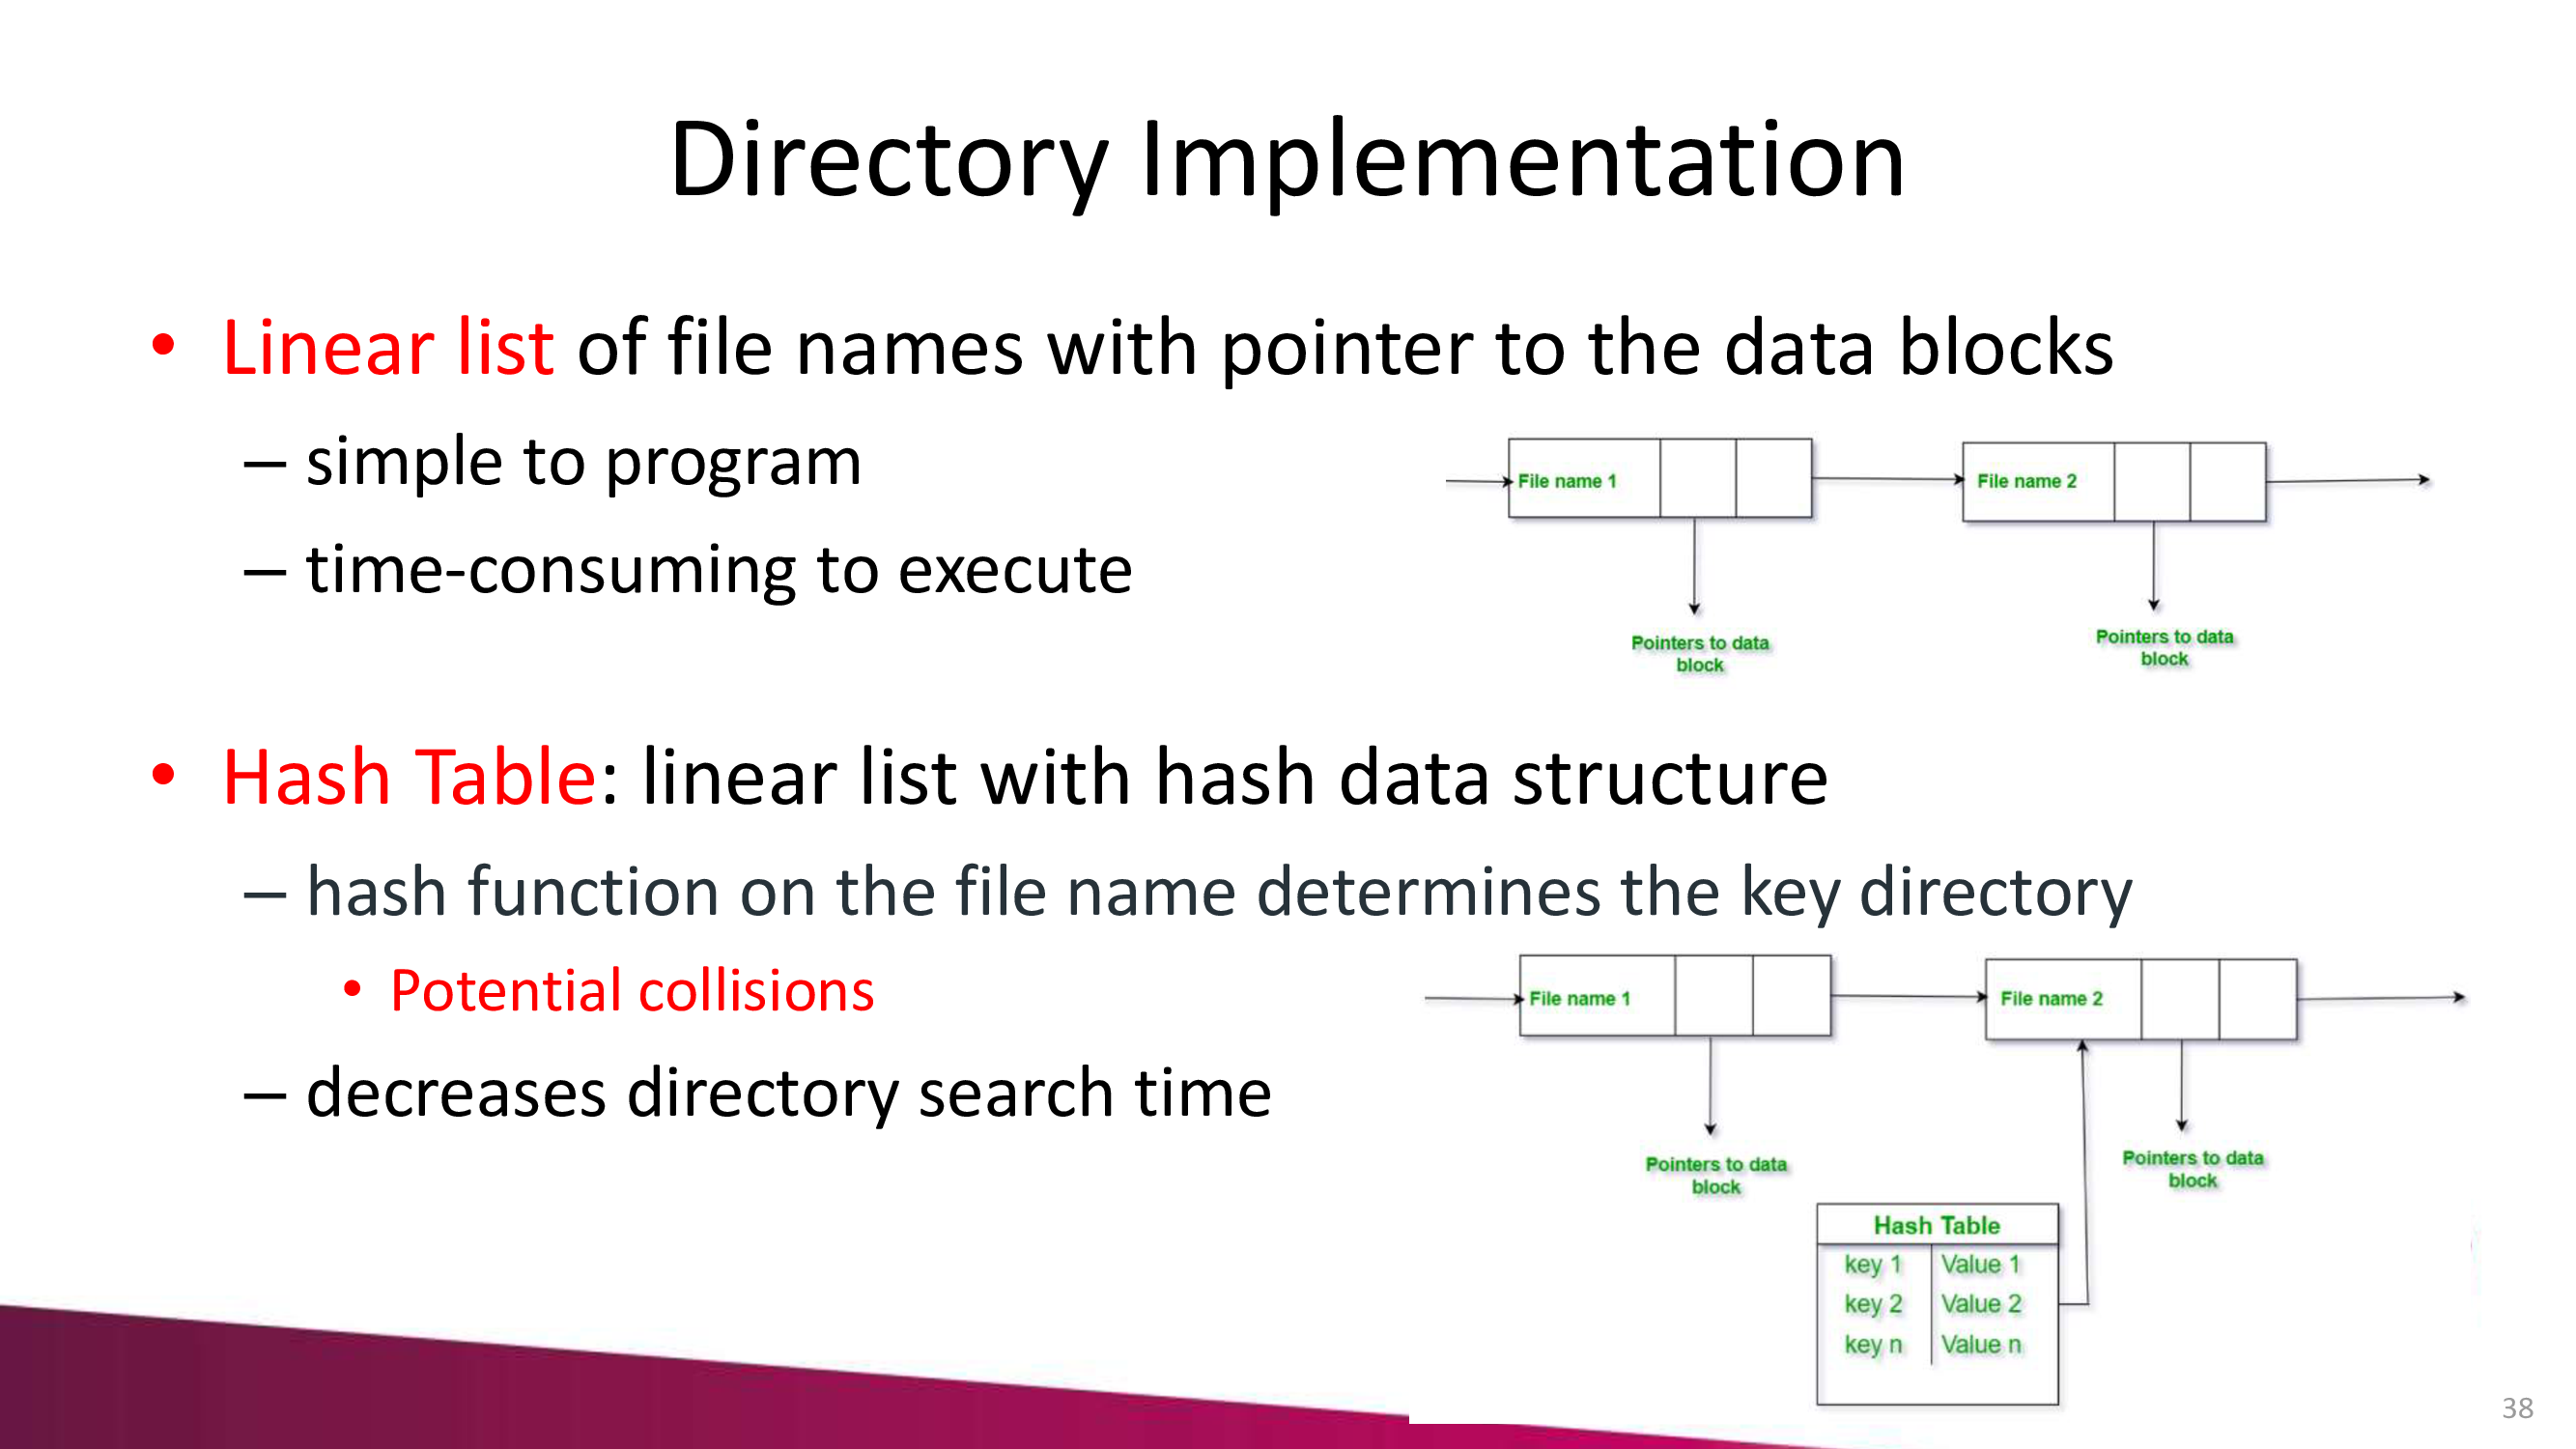 Directory Implementation
• Linear list of file names with pointer to the data blocks
– simple to program
– time-consuming to execute
File name 1
File name 2
Pointers to data
block
Pointers to data
block
• Hash Table: linear list with hash data structure
– hash function on the file name determines the key directory
• Potential collisions
– decreases directory search time
File name 1
File name 2
Pointers to data
block
Pointers to data
block
Hash Table
key 1 Value 1
key 2 Value 2
key n Value n
38